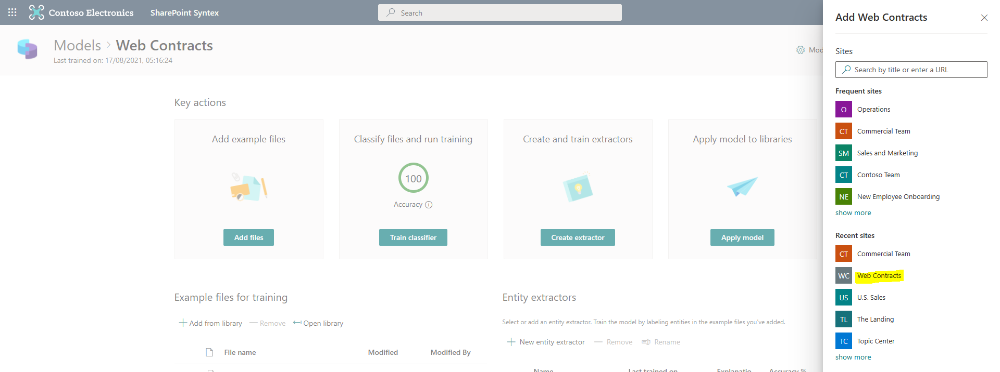 Contoso Electronics
SharePoint Syntex
Search
Models > Web Contracts
Last trained on: 17/08/2021, 05:16:24
Key actions
Add example files
Add files
Classify files and run training
100
Accuracy
Train classifier
Create and train extractors
Create extractor
Apply model to libraries
Apply model
Example files for training
Add from library
Remove
Open library
File name
Modified
Modified By
Entity extractors
Select or add an entity extractor. Train the model by labeling entities in the example files you've added.
New entity extractor
Remove
Rename
Name
Last trained on
Explanatio
Accuracy %
Add Web Contracts
Sites
Search by title or enter a URL
Frequent sites
O Operations
CT Commercial Team
SM Sales and Marketing
CT Contoso Team
NE New Employee Onboarding
show more
Recent sites
CT Commercial Team
WC Web Contracts
US U.S. Sales
TL The Landing
TC Topic Center
show more